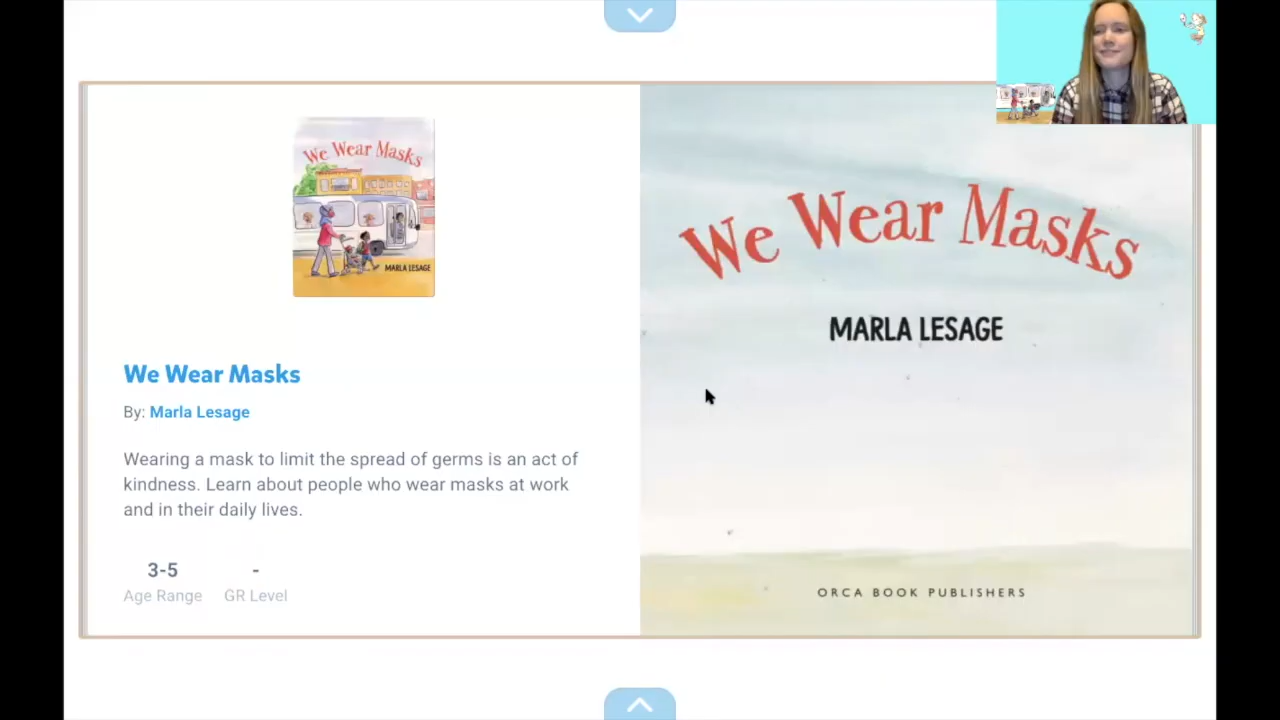 We Wear Masks
MARLA LESAGE
We Wear Masks
By: Marla Lesage
Wearing a mask to limit the spread of germs is an act of
kindness. Learn about people who wear masks at work
and in their daily lives.
3-5 -
Age Range GR Level
We Wear Masks
MARLA LESAGE
ORCA BOOK PUBLISHERS